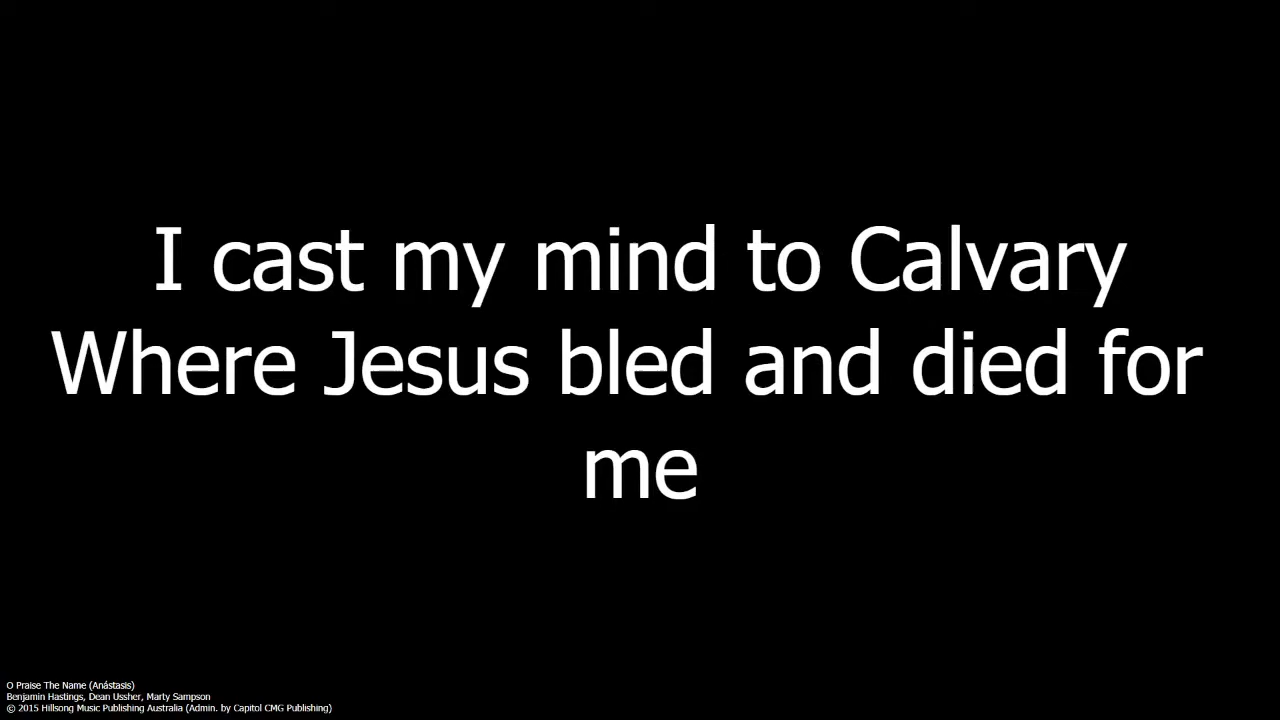 I cast my mind to Calvary
Where Jesus bled and died for
me
O Praise The Name (Anástasis)
Benjamin Hastings, Dean Ussher, Marty Sampson
© 2015 Hillsong Music Publishing Australia (Admin. by Capitol CMG Publishing)